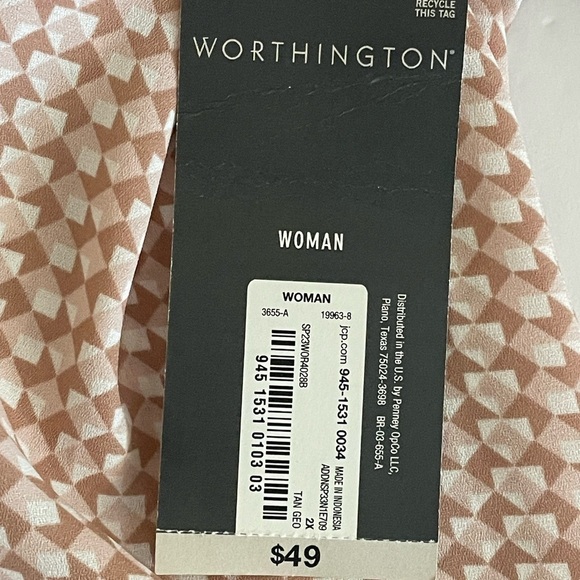 RECYCLE
THIS TAG
WORTHINGTON®
WOMAN
WOMAN
3655-A 19963-8
jcp.com 945-1531 0034
MADE IN INDONESIA
ADDNSP33N1E709
SP23WOR4028B
945 1531 0103 03
2X
TAN GEO
Distributed in the U.S. by Penney OpCo LLC,
Plano, Texas 75024-3698 BR-03-655-A
$49